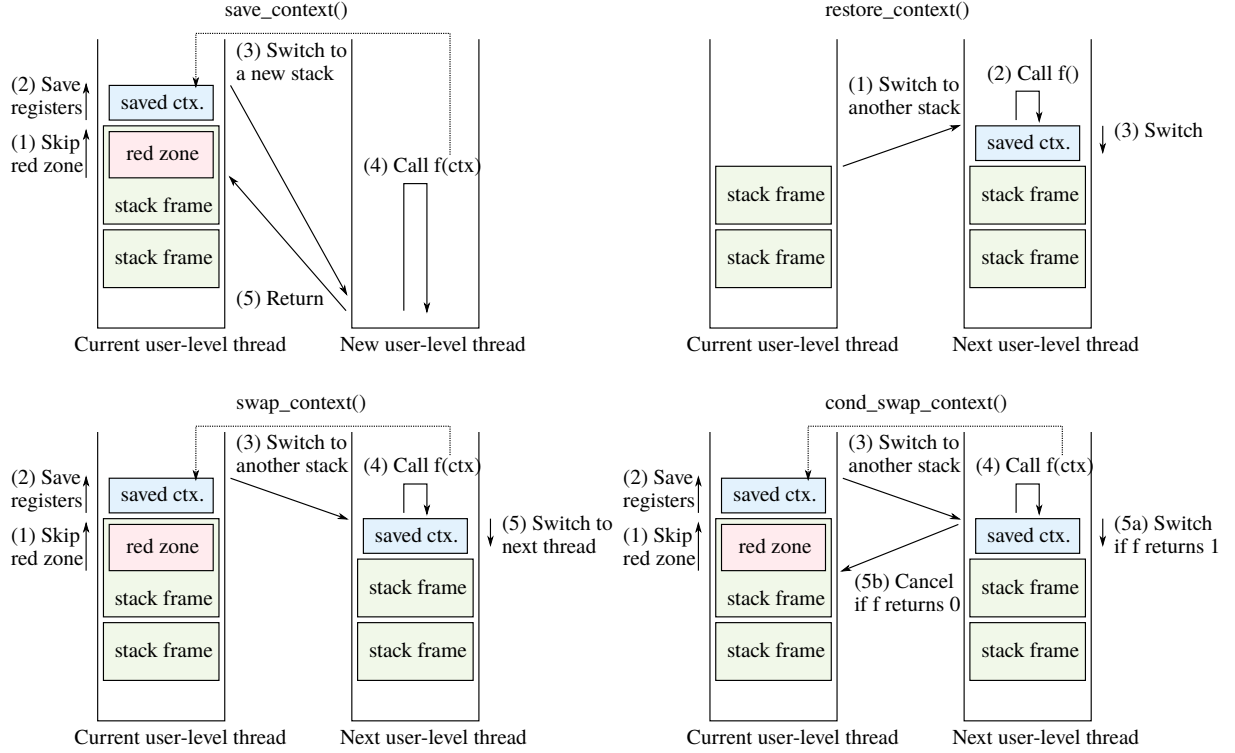 save_context()
(3) Switch to
a new stack
(2) Save
registers
saved ctx.
(1) Skip
red zone
red zone
(4) Call f(ctx)
stack frame
stack frame
(5) Return
Current user-level thread
New user-level thread
restore_context()
(2) Call f()
(1) Switch to
another stack
saved ctx.
(3) Switch
stack frame
stack frame
stack frame
stack frame
Current user-level thread
Next user-level thread
swap_context()
(3) Switch to
another stack
(4) Call f(ctx)
(2) Save
registers
saved ctx.
(1) Skip
red zone
red zone
saved ctx.
(5) Switch to
next thread
stack frame
stack frame
stack frame
stack frame
Current user-level thread
Next user-level thread
cond_swap_context()
(3) Switch to
another stack
(4) Call f(ctx)
(2) Save
registers
saved ctx.
(1) Skip
red zone
red zone
saved ctx.
(5a) Switch
if f returns 1
(5b) Cancel
if f returns 0
stack frame
stack frame
stack frame
stack frame
Current user-level thread
Next user-level thread